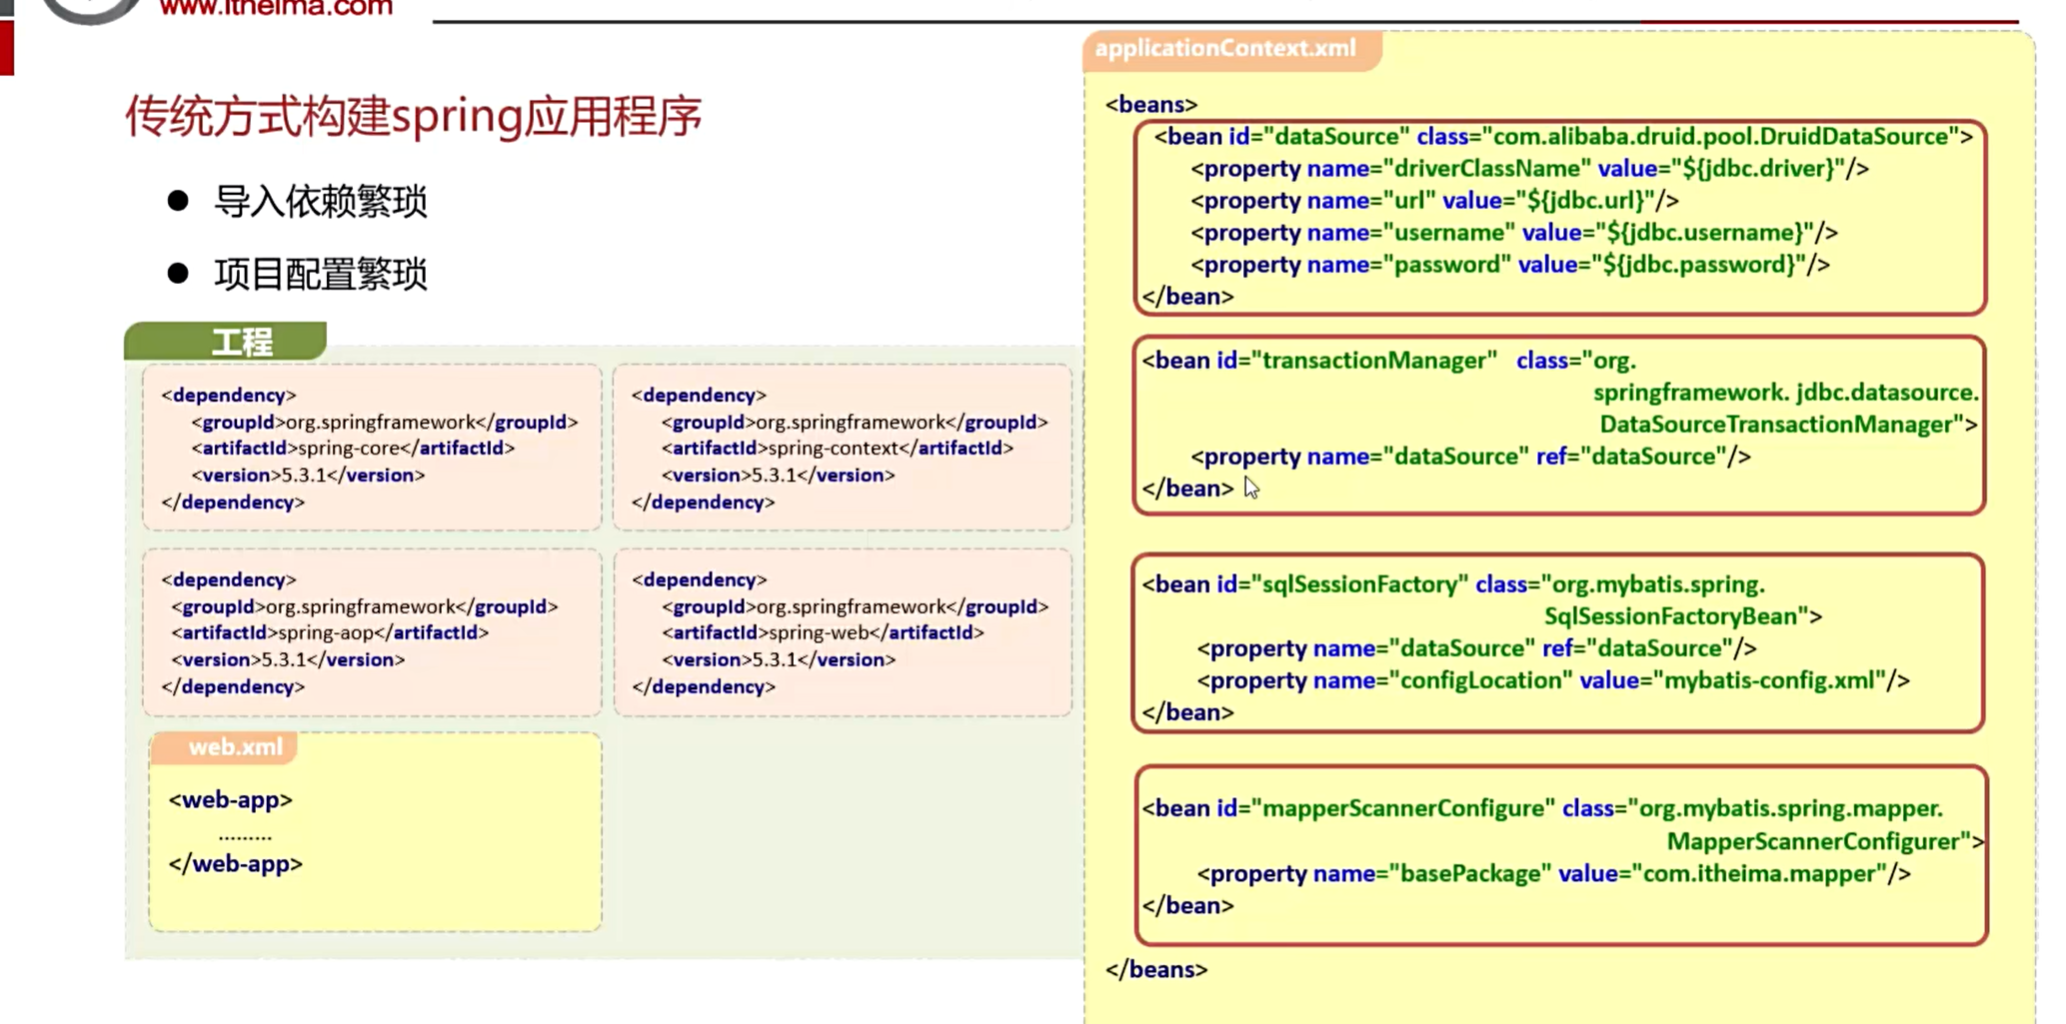 www.itheima.com
传统方式构建spring应用程序
● 导入依赖繁琐
● 项目配置繁琐
工程
<dependency>
<groupId>org.springframework</groupId>
<artifactId>spring-core</artifactId>
<version>5.3.1</version>
</dependency>
<dependency>
<groupId>org.springframework</groupId>
<artifactId>spring-context</artifactId>
<version>5.3.1</version>
</dependency>
<dependency>
<groupId>org.springframework</groupId>
<artifactId>spring-aop</artifactId>
<version>5.3.1</version>
</dependency>
<dependency>
<groupId>org.springframework</groupId>
<artifactId>spring-web</artifactId>
<version>5.3.1</version>
</dependency>
web.xml
<web-app>
.........
</web-app>
applicationContext.xml
<beans>
<bean id="dataSource" class="com.alibaba.druid.pool.DruidDataSource">
<property name="driverClassName" value="${jdbc.driver}"/>
<property name="url" value="${jdbc.url}"/>
<property name="username" value="${jdbc.username}"/>
<property name="password" value="${jdbc.password}"/>
</bean>
<bean id="transactionManager" class="org.
springframework. jdbc.datasource.
DataSourceTransactionManager">
<property name="dataSource" ref="dataSource"/>
</bean>
<bean id="sqlSessionFactory" class="org.mybatis.spring.
SqlSessionFactoryBean">
<property name="dataSource" ref="dataSource"/>
<property name="configLocation" value="mybatis-config.xml"/>
</bean>
<bean id="mapperScannerConfigure" class="org.mybatis.spring.mapper.
MapperScannerConfigurer">
<property name="basePackage" value="com.itheima.mapper"/>
</bean>
</beans>